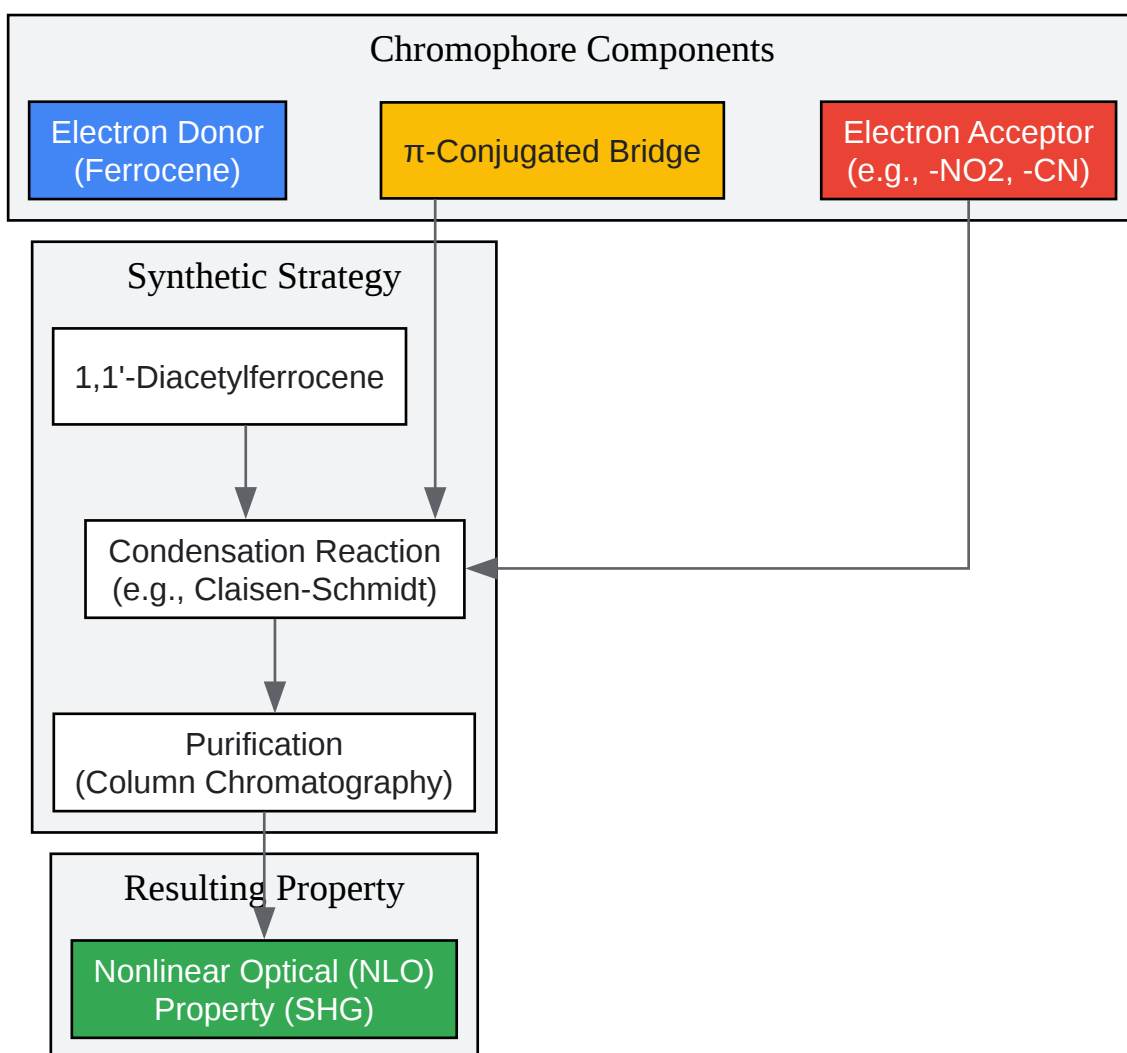 Chromophore Components
Electron Donor
(Ferrocene)
π-Conjugated Bridge
Electron Acceptor
(e.g., -NO2, -CN)
Synthetic Strategy
1,1'-Diacetylferrocene
Condensation Reaction
(e.g., Claisen-Schmidt)
Purification
(Column Chromatography)
Resulting Property
Nonlinear Optical (NLO)
Property (SHG)